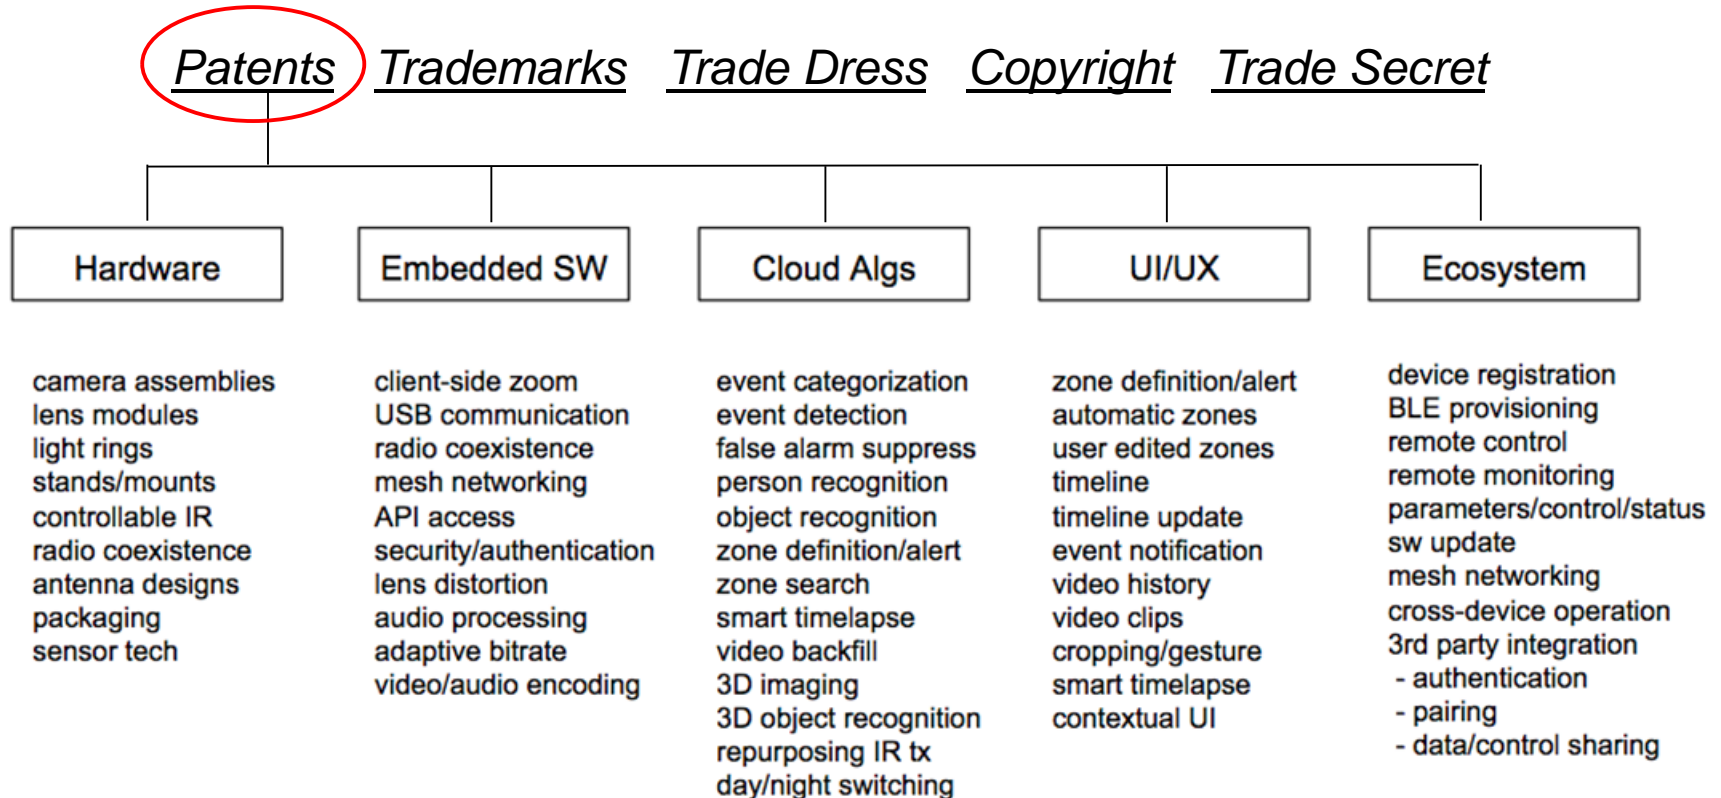 Patents Trademarks Trade Dress Copyright Trade Secret
Hardware
camera assemblies
lens modules
light rings
stands/mounts
controllable IR
radio coexistence
antenna designs
packaging
sensor tech
Embedded SW
client-side zoom
USB communication
radio coexistence
mesh networking
API access
security/authentication
lens distortion
audio processing
adaptive bitrate
video/audio encoding
Cloud Algs
event categorization
event detection
false alarm suppress
person recognition
object recognition
zone definition/alert
zone search
smart timelapse
video backfill
3D imaging
3D object recognition
repurposing IR tx
day/night switching
UI/UX
zone definition/alert
automatic zones
user edited zones
timeline
timeline update
event notification
video history
video clips
cropping/gesture
smart timelapse
contextual UI
Ecosystem
device registration
BLE provisioning
remote control
remote monitoring
parameters/control/status
sw update
mesh networking
cross-device operation
3rd party integration
- authentication
- pairing
- data/control sharing